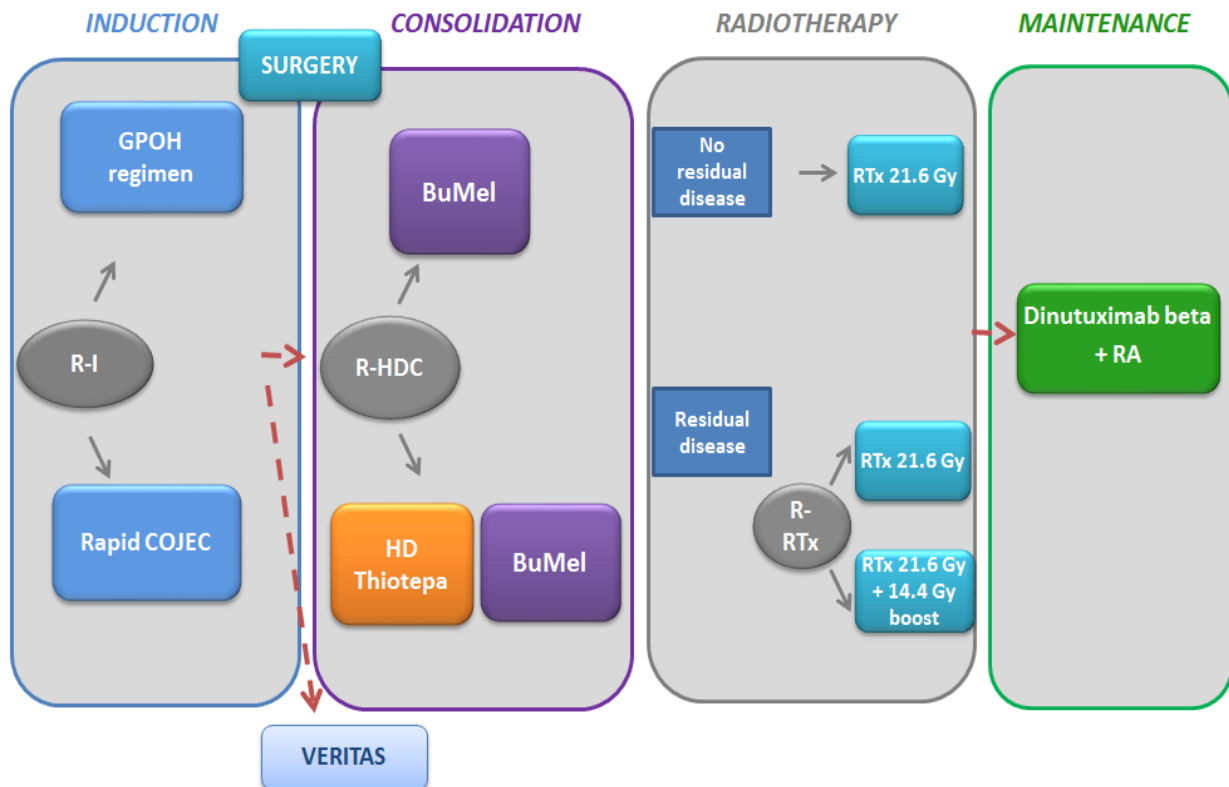 INDUCTION
CONSOLIDATION
RADIOTHERAPY
MAINTENANCE
SURGERY
GPOH
regimen
R-I
Rapid COJEC
VERITAS
BuMel
R-HDC
HD
Thiotepa
BuMel
No
residual
disease
RTx 21.6 Gy
Residual
disease
RTx 21.6 Gy
R-
RTx
RTx 21.6 Gy
+ 14.4 Gy
boost
Dinutuximab beta
+ RA